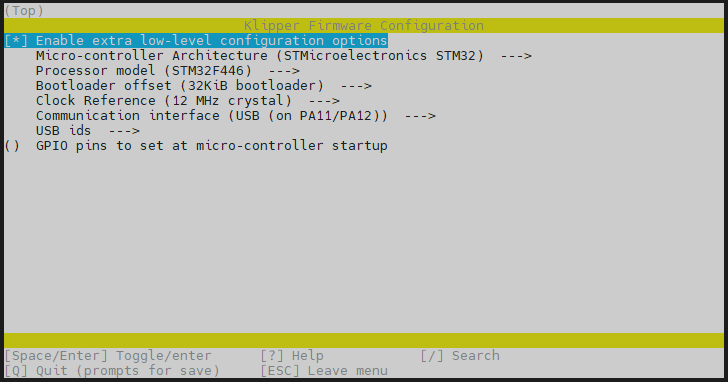 (Top)
Klipper Firmware Configuration
[*] Enable extra low-level configuration options
Micro-controller Architecture (STMicroelectronics STM32)  --->
Processor model (STM32F446)  --->
Bootloader offset (32KiB bootloader)  --->
Clock Reference (12 MHz crystal)  --->
Communication interface (USB (on PA11/PA12))  --->
USB ids  --->
()  GPIO pins to set at micro-controller startup
[Space/Enter] Toggle/enter      [?] Help            [/] Search
[Q] Quit (prompts for save)     [ESC] Leave menu